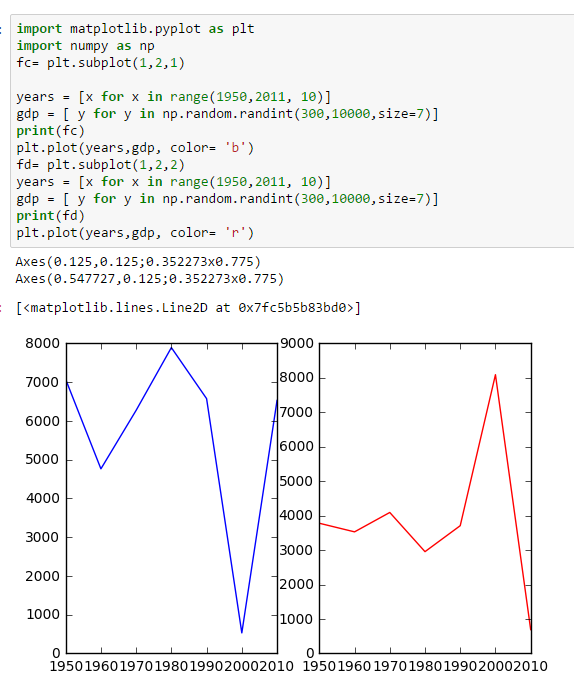 import matplotlib.pyplot as plt
import numpy as np
fc= plt.subplot(1,2,1)
years = [x for x in range(1950,2011, 10)]
gdp = [ y for y in np.random.randint(300,10000,size=7)]
print(fc)
plt.plot(years,gdp, color= 'b')
fd= plt.subplot(1,2,2)
years = [x for x in range(1950,2011, 10)]
gdp = [ y for y in np.random.randint(300,10000,size=7)]
print(fd)
plt.plot(years,gdp, color= 'r')
Axes(0.125,0.125;0.352273x0.775)
Axes(0.547727,0.125;0.352273x0.775)
[<matplotlib.lines.Line2D at 0x7fc5b5b83bd0>]
8000
7000
6000
5000
4000
3000
2000
1000
0
1950 1960 1970 1980 1990 2000 2010
9000
8000
7000
6000
5000
4000
3000
2000
1000
0
1950 1960 1970 1980 1990 2000 2010